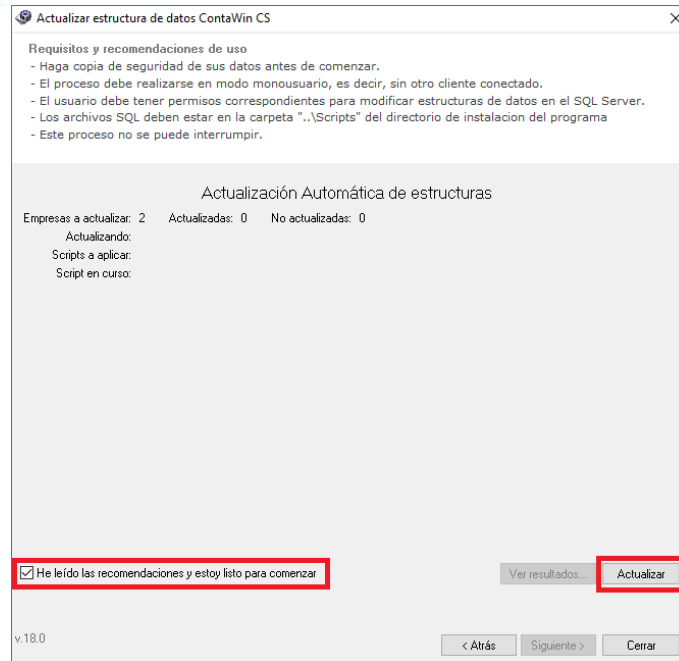 Actualizar estructura de datos ContaWin CS
Requisitos y recomendaciones de uso
- Haga copia de seguridad de sus datos antes de comenzar.
- El proceso debe realizarse en modo monousuario, es decir, sin otro cliente conectado.
- El usuario debe tener permisos correspondientes para modificar estructuras de datos en el SQL Server.
- Los archivos SQL deben estar en la carpeta "..\Scripts" del directorio de instalacion del programa
- Este proceso no se puede interrumpir.
Actualización Automática de estructuras
Empresas a actualizar: 2 Actualizadas: 0 No actualizadas: 0
Actualizando:
Scripts a aplicar:
Script en curso:
He leído las recomendaciones y estoy listo para comenzar Ver resultados... Actualizar
v.18.0 < Atrás Siguiente > Cerrar